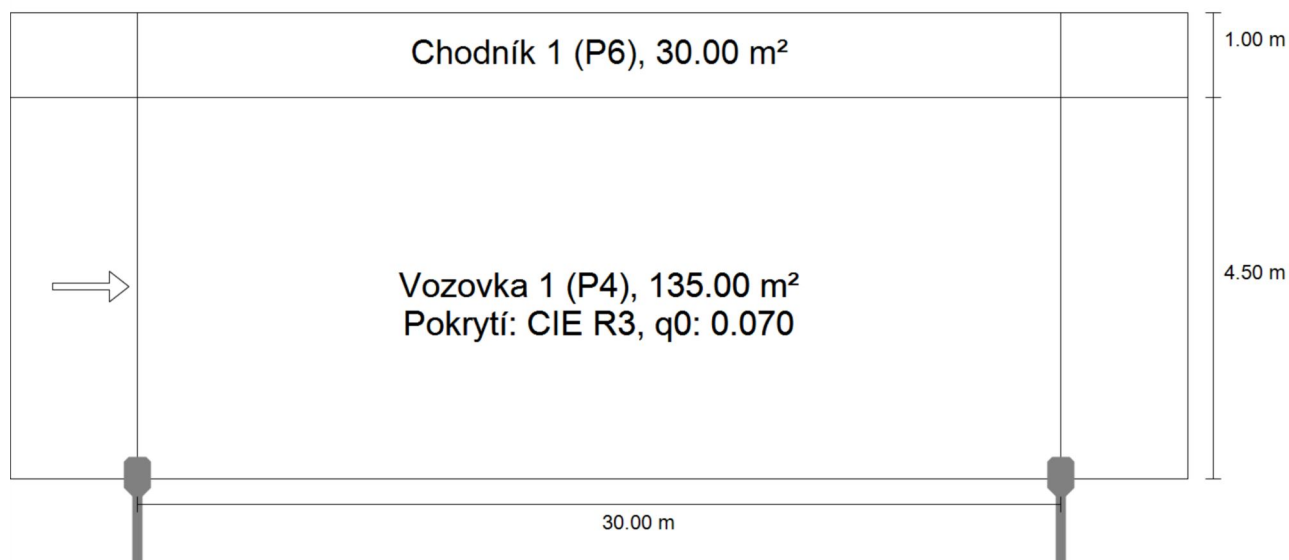 Chodník 1 (P6), 30.00 m²
1.00 m
Vozovka 1 (P4), 135.00 m²
Pokrytí: CIE R3, q0: 0.070
4.50 m
30.00 m